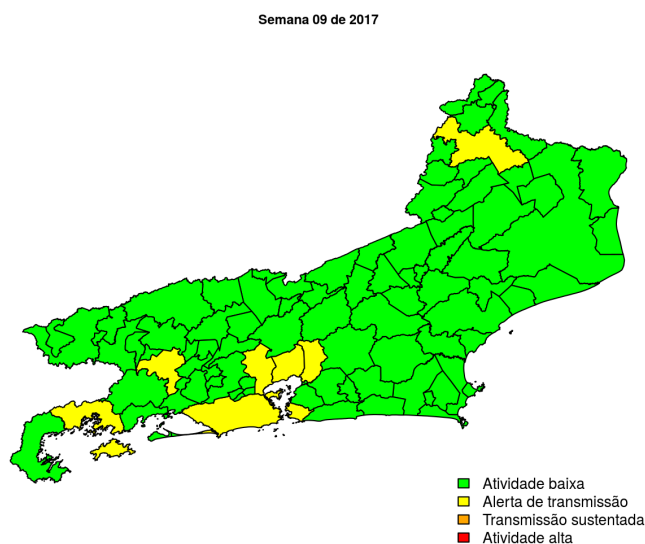 Semana 09 de 2017
Atividade baixa
Alerta de transmissão
Transmissão sustentada
Atividade alta